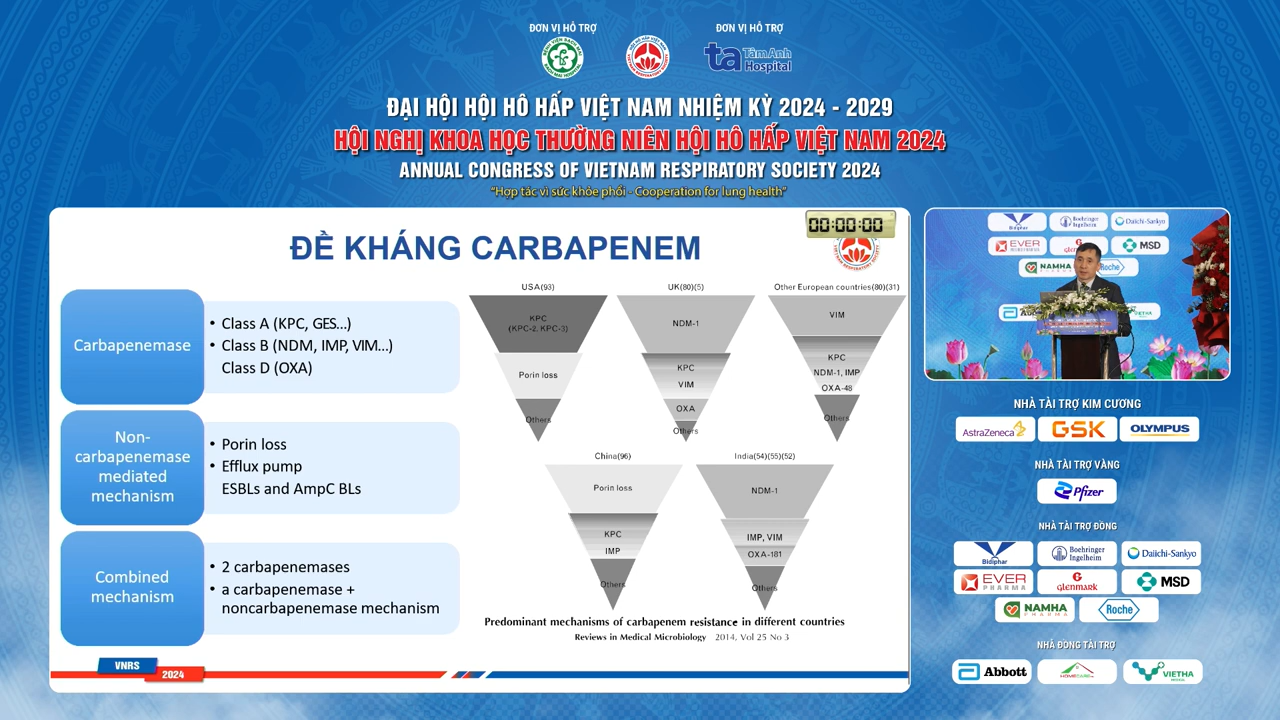 ĐƠN VỊ HỖ TRỢ
ĐƠN VỊ HỖ TRỢ
ta TâmAnh Hospital
ĐẠI HỘI HỘI HÔ HẤP VIỆT NAM NHIỆM KỲ 2024 - 2029
HỘI NGHỊ KHOA HỌC THƯỜNG NIÊN HỘI HÔ HẤP VIỆT NAM 2024
ANNUAL CONGRESS OF VIETNAM RESPIRATORY SOCIETY 2024
"Hợp tác vì sức khỏe phổi - Cooperation for lung health"
00:00:00
ĐỀ KHÁNG CARBAPENEM
Carbapenemase
• Class A (KPC, GES...)
• Class B (NDM, IMP, VIM...)
Class D (OXA)
Non-
carbapenemase
mediated
mechanism
• Porin loss
• Efflux pump
ESBLs and AmpC BLs
Combined
mechanism
• 2 carbapenemases
• a carbapenemase +
noncarbapenemase mechanism
USA(93)
KPC
(KPC-2, KPC-3)
Porin loss
Others
UK(80)(5)
NDM-1
KPC
VIM
OXA
Others
Other European countries(80)(31)
VIM
KPC
NDM-1, IMP
OXA-48
Others
China(96)
Porin loss
KPC
IMP
Others
India(54)(55)(52)
NDM-1
IMP, VIM
OXA-181
Others
Predominant mechanisms of carbapenem resistance in different countries
Reviews in Medical Microbiology 2014, Vol 25 No 3
VNRS
2024
Bidiphar
Boehringer Ingelheim
Daiichi-Sankyo
EVER
MSD
NAMHA
Roche
NHÀ TÀI TRỢ KIM CƯƠNG
AstraZeneca
GSK
OLYMPUS
NHÀ TÀI TRỢ VÀNG
Pfizer
NHÀ TÀI TRỢ ĐỒNG
Bidiphar
Boehringer Ingelheim
Daiichi-Sankyo
EVER PHARMA
GLENMARK
MSD
NAMHA PHARMA
Roche
NHÀ ĐỒNG TÀI TRỢ
Abbott
HOMECARE
VIETHA